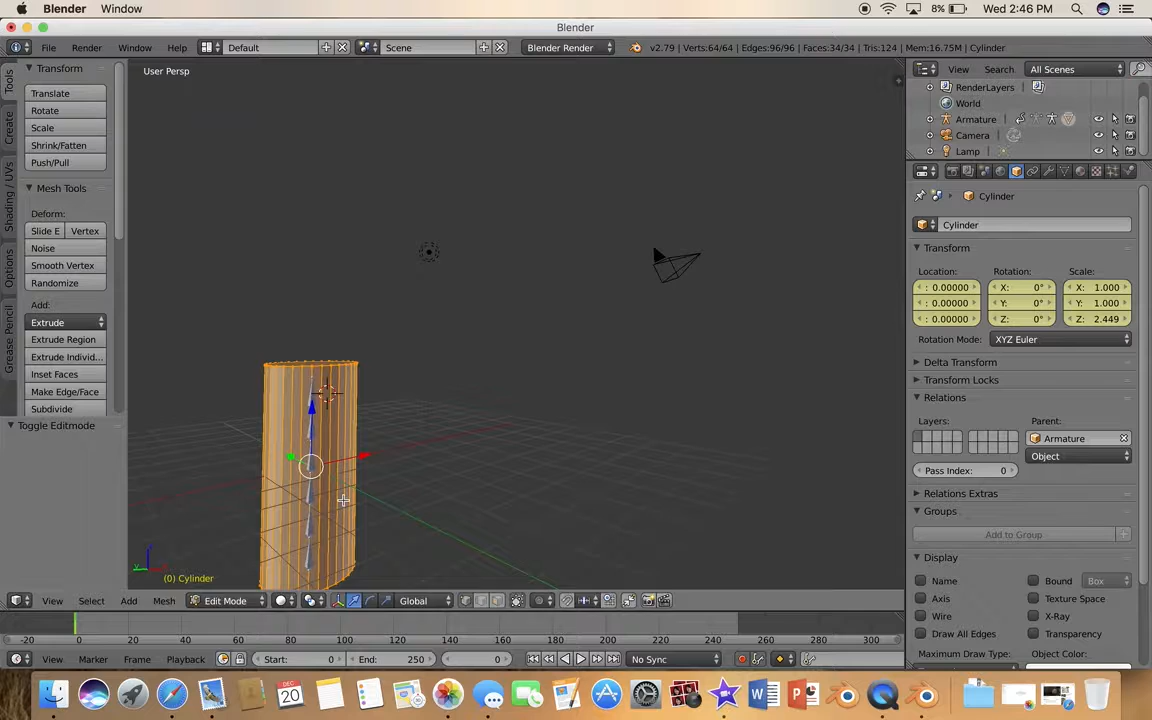 Blender Window 8% Wed 2:46 PM
Blender
File Render Window Help Default Scene Blender Render v2.79 | Verts:64/64 | Edges:96/96 | Faces:34/34 | Tris:124 | Mem:16.75M | Cylinder
Tools
Create
Shading / UVs
Options
Grease Pencil
Transform
Translate
Rotate
Scale
Shrink/Fatten
Push/Pull
Mesh Tools
Deform:
Slide E Vertex
Noise
Smooth Vertex
Randomize
Add:
Extrude
Extrude Region
Extrude Individ...
Inset Faces
Make Edge/Face
Subdivide
Toggle Editmode
User Persp
(0) Cylinder
View Search All Scenes
RenderLayers
World
Armature
Camera
Lamp
Cylinder
Cylinder
Transform
Location: Rotation: Scale:
: 0.00000 X: 0° X: 1.000
: 0.00000 Y: 0° Y: 1.000
: 0.00000 Z: 0° Z: 2.449
Rotation Mode: XYZ Euler
Delta Transform
Transform Locks
Relations
Layers: Parent:
Armature
Object
Pass Index: 0
Relations Extras
Groups
Add to Group
Display
Name Bound Box
Axis Texture Space
Wire X-Ray
Draw All Edges Transparency
Maximum Draw Type: Object Color:
View Select Add Mesh Edit Mode Global
-20 0 20 40 60 80 100 120 140 160 180 200 220 240 260 280 300
View Marker Frame Playback Start: 0 End: 250 0 No Sync
DEC
20